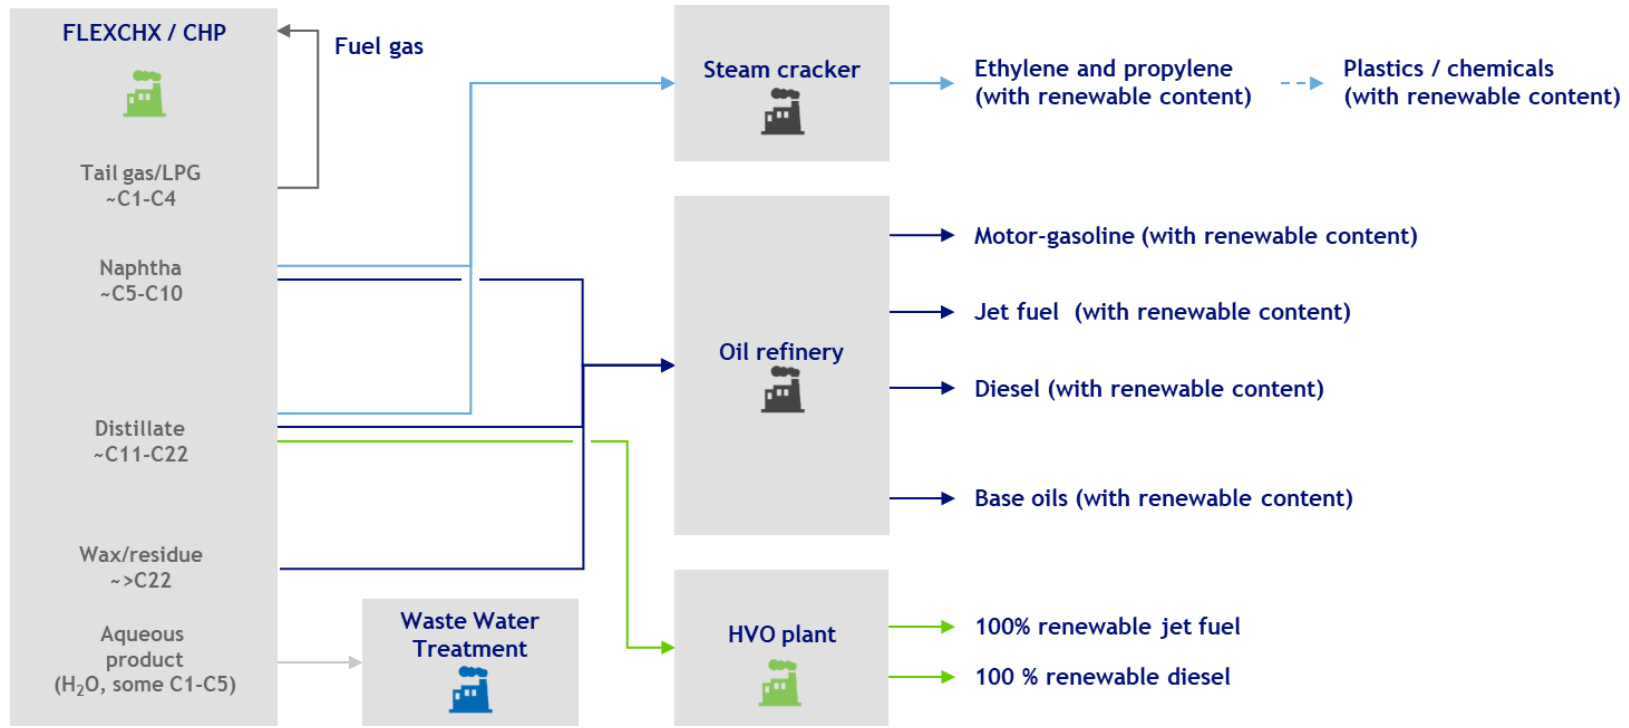 FLEXCHX / CHP
Fuel gas
Tail gas/LPG
~C1-C4
Naphtha
~C5-C10
Distillate
~C11-C22
Wax/residue
~>C22
Aqueous
product
(H₂O, some C1-C5)
Waste Water
Treatment
Steam cracker
Ethylene and propylene
(with renewable content)
Plastics / chemicals
(with renewable content)
Oil refinery
Motor-gasoline (with renewable content)
Jet fuel (with renewable content)
Diesel (with renewable content)
Base oils (with renewable content)
HVO plant
100% renewable jet fuel
100 % renewable diesel